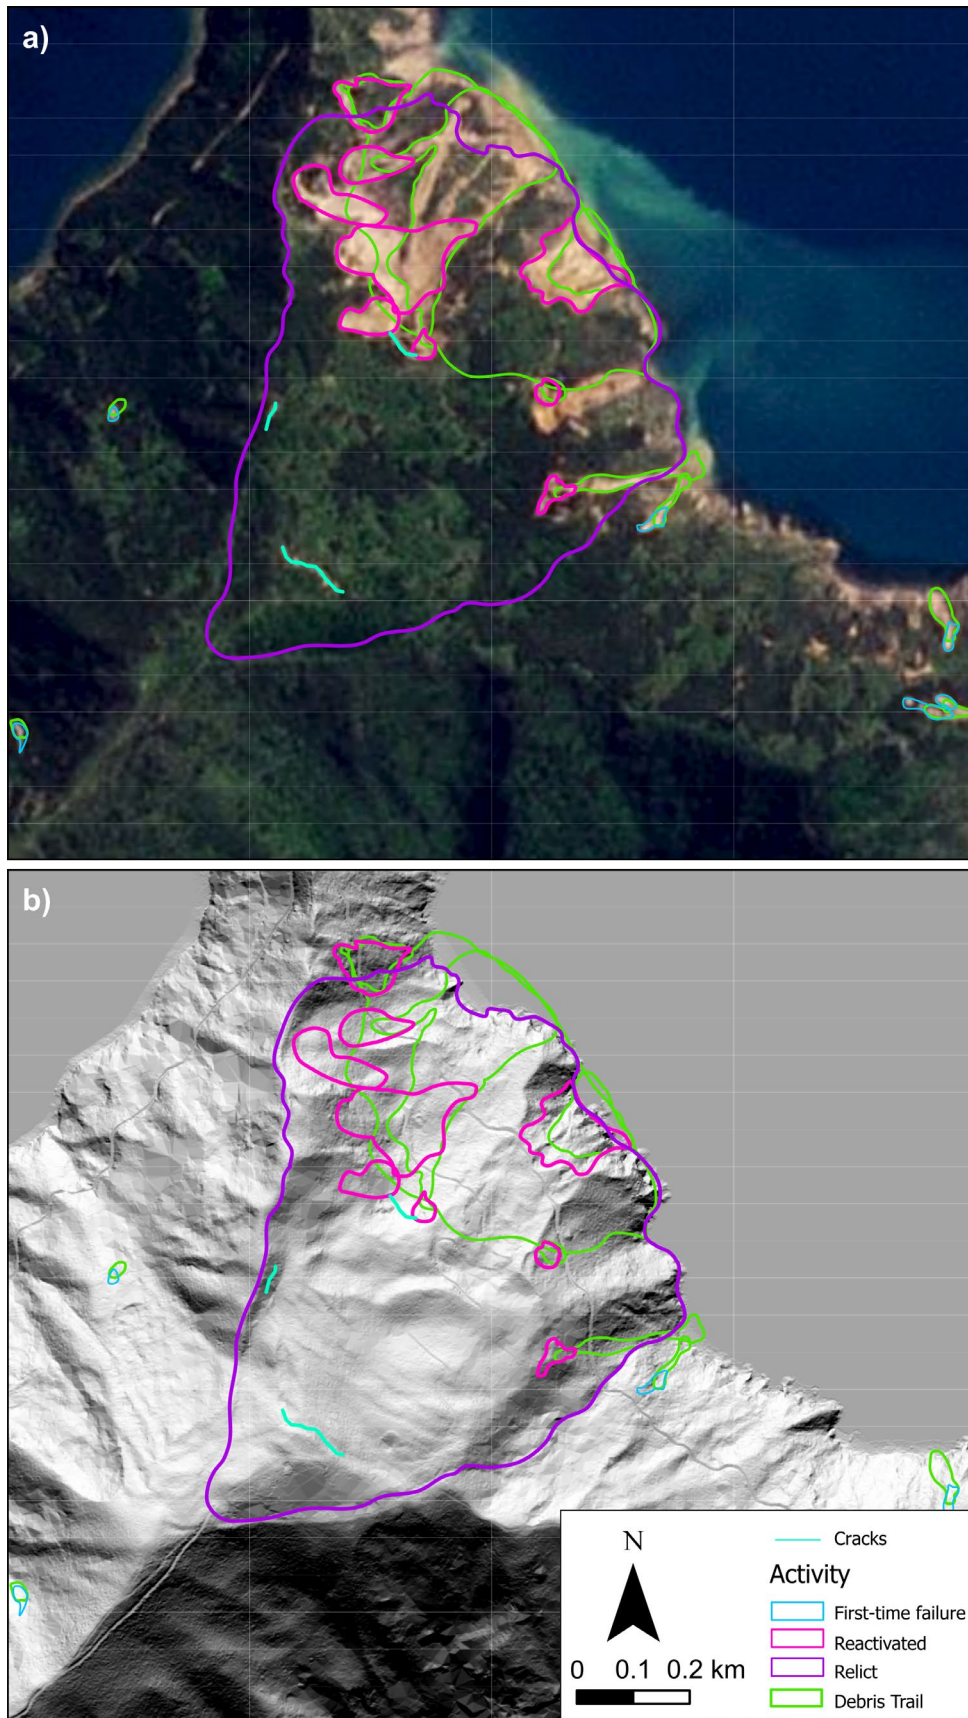 a)
b)
N
0 0.1 0.2 km
Cracks
Activity
First-time failure
Reactivated
Relict
Debris Trail